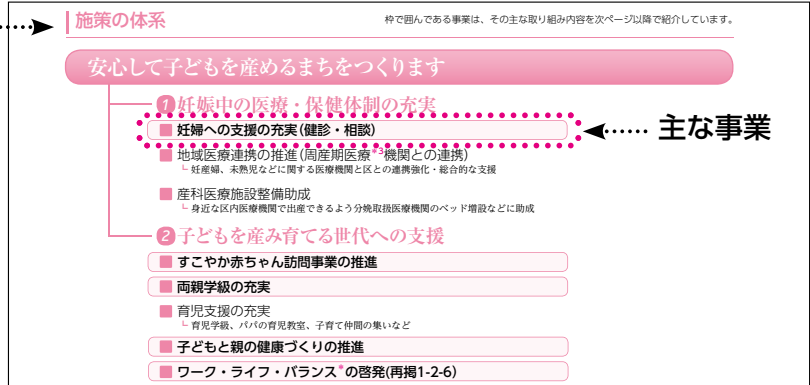 施策の体系
枠で囲んである事業は、その主な取り組み内容を次ページ以降で紹介しています。
安心して子どもを産めるまちをつくります
1 妊娠中の医療・保健体制の充実
■ 妊婦への支援の充実(健診・相談)
主な事業
■ 地域医療連携の推進(周産期医療*3機関との連携)
└ 妊産婦、未熟児などに関する医療機関と区との連携強化・総合的な支援
■ 産科医療施設整備助成
└ 身近な区内医療機関で出産できるよう分娩取扱医療機関のベッド増設などに助成
2 子どもを産み育てる世代への支援
■ すこやか赤ちゃん訪問事業の推進
■ 両親学級の充実
■ 育児支援の充実
└ 育児学級、パパの育児教室、子育て仲間の集いなど
■ 子どもと親の健康づくりの推進
■ ワーク・ライフ・バランス*の啓発(再掲1-2-6)